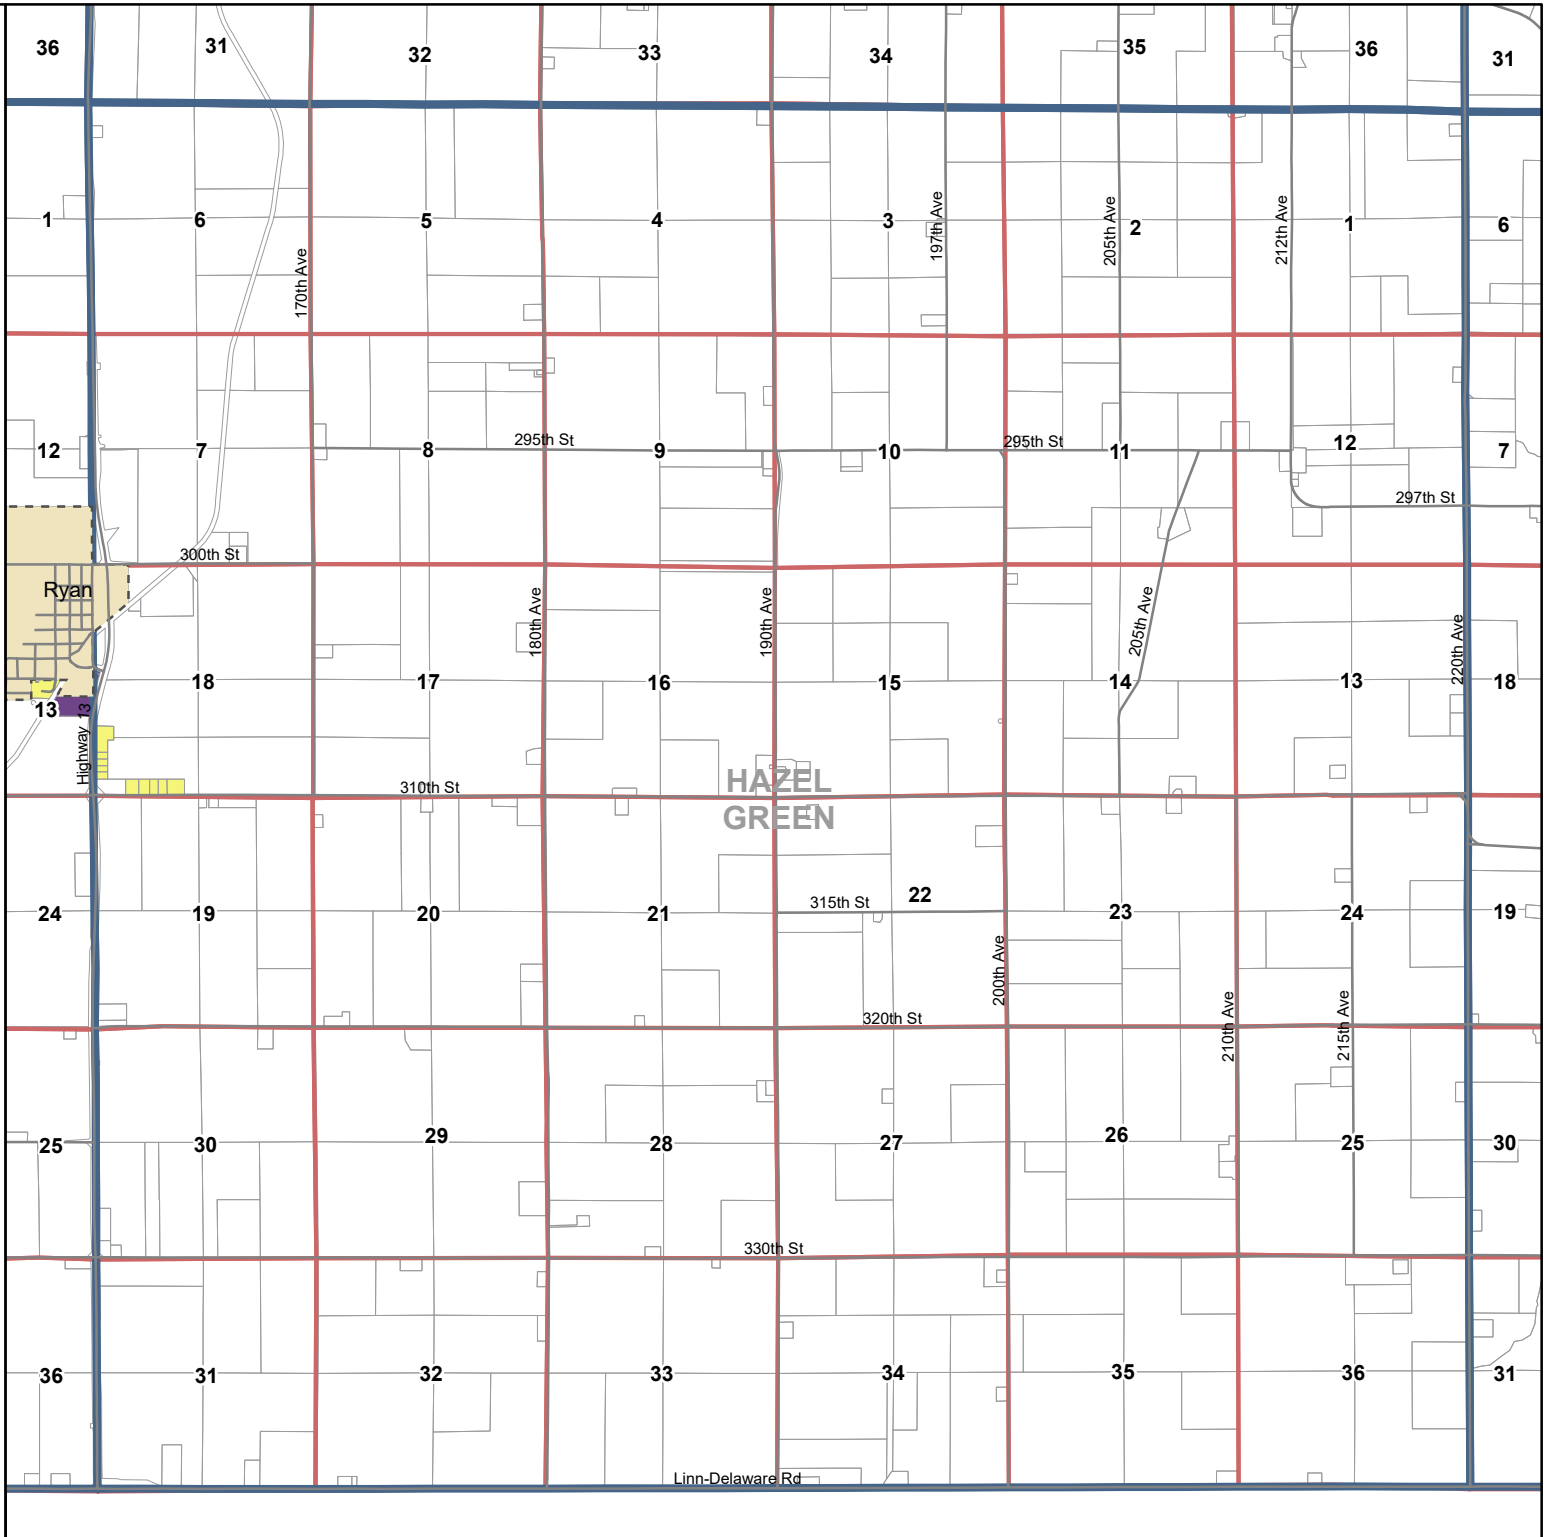 36
31
32
33
34
35
36
31
1
6
5
4
3
2
1
6
170th Ave
197th Ave
205th Ave
212th Ave
12
7
8
295th St
9
10
295th St
11
12
7
297th St
300th St
Ryan
180th Ave
190th Ave
205th Ave
220th Ave
13
18
17
16
15
14
13
18
Highway 13
310th St
HAZEL
GREEN
24
19
20
21
315th St
22
23
24
19
200th Ave
320th St
210th Ave
215th Ave
25
30
29
28
27
26
25
30
330th St
36
31
32
33
34
35
36
31
Linn-Delaware Rd